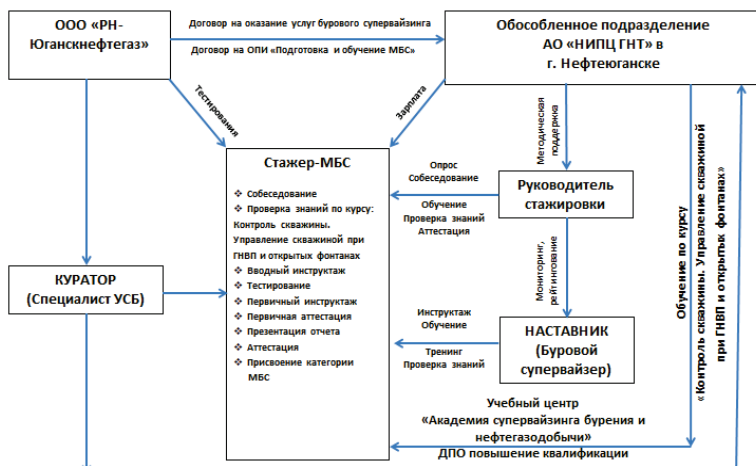 ООО «РН-
Юганскнефтегаз»
Договор на оказание услуг бурового супервайзинга
Договор на ОПИ «Подготовка и обучение МБС»
Обособленное подразделение
АО «НИПЦ ГНТ» в
г. Нефтеюганске
Тестирования
Зарплата
Методическая
поддержка
Стажер-МБС
❖ Собеседование
❖ Проверка знаний по курсу:
Контроль скважины.
Управление скважиной при
ГНВП и открытых фонтанах
❖ Вводный инструктаж
❖ Тестирование
❖ Первичный инструктаж
❖ Первичная аттестация
❖ Презентация отчета
❖ Аттестация
❖ Присвоение категории
МБС
Опрос
Собеседование
Обучение
Проверка знаний
Аттестация
Руководитель
стажировки
Мониторинг,
рейтингование
КУРАТОР
(Специалист УСБ)
Инструктаж
Обучение
Тренинг
Проверка знаний
НАСТАВНИК
(Буровой
супервайзер)
Обучение по курсу
«Контроль скважины. Управление скважиной
при ГНВП и открытых фонтанах»
Учебный центр
«Академия супервайзинга бурения и
нефтегазодобычи»
ДПО повышение квалификации